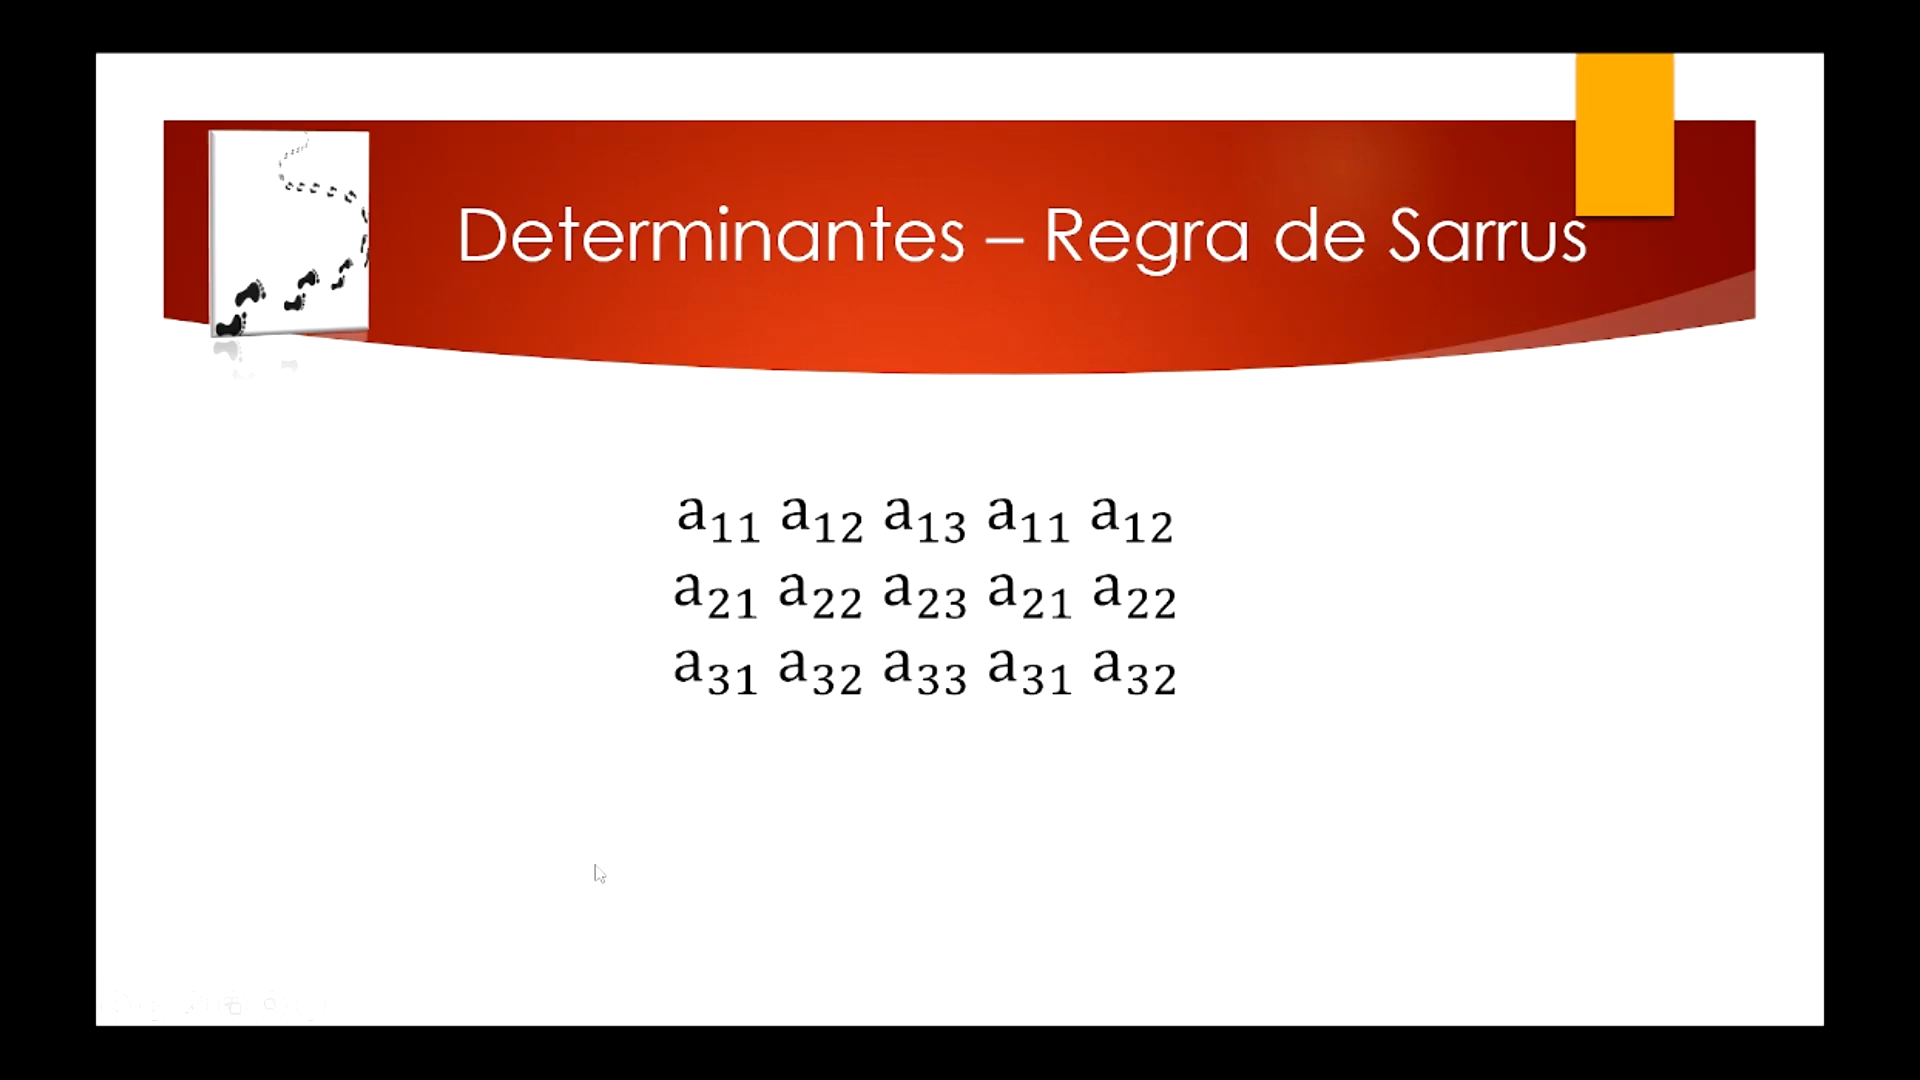 Determinantes – Regra de Sarrus
a₁₁ a₁₂ a₁₃ a₁₁ a₁₂
a₂₁ a₂₂ a₂₃ a₂₁ a₂₂
a₃₁ a₃₂ a₃₃ a₃₁ a₃₂